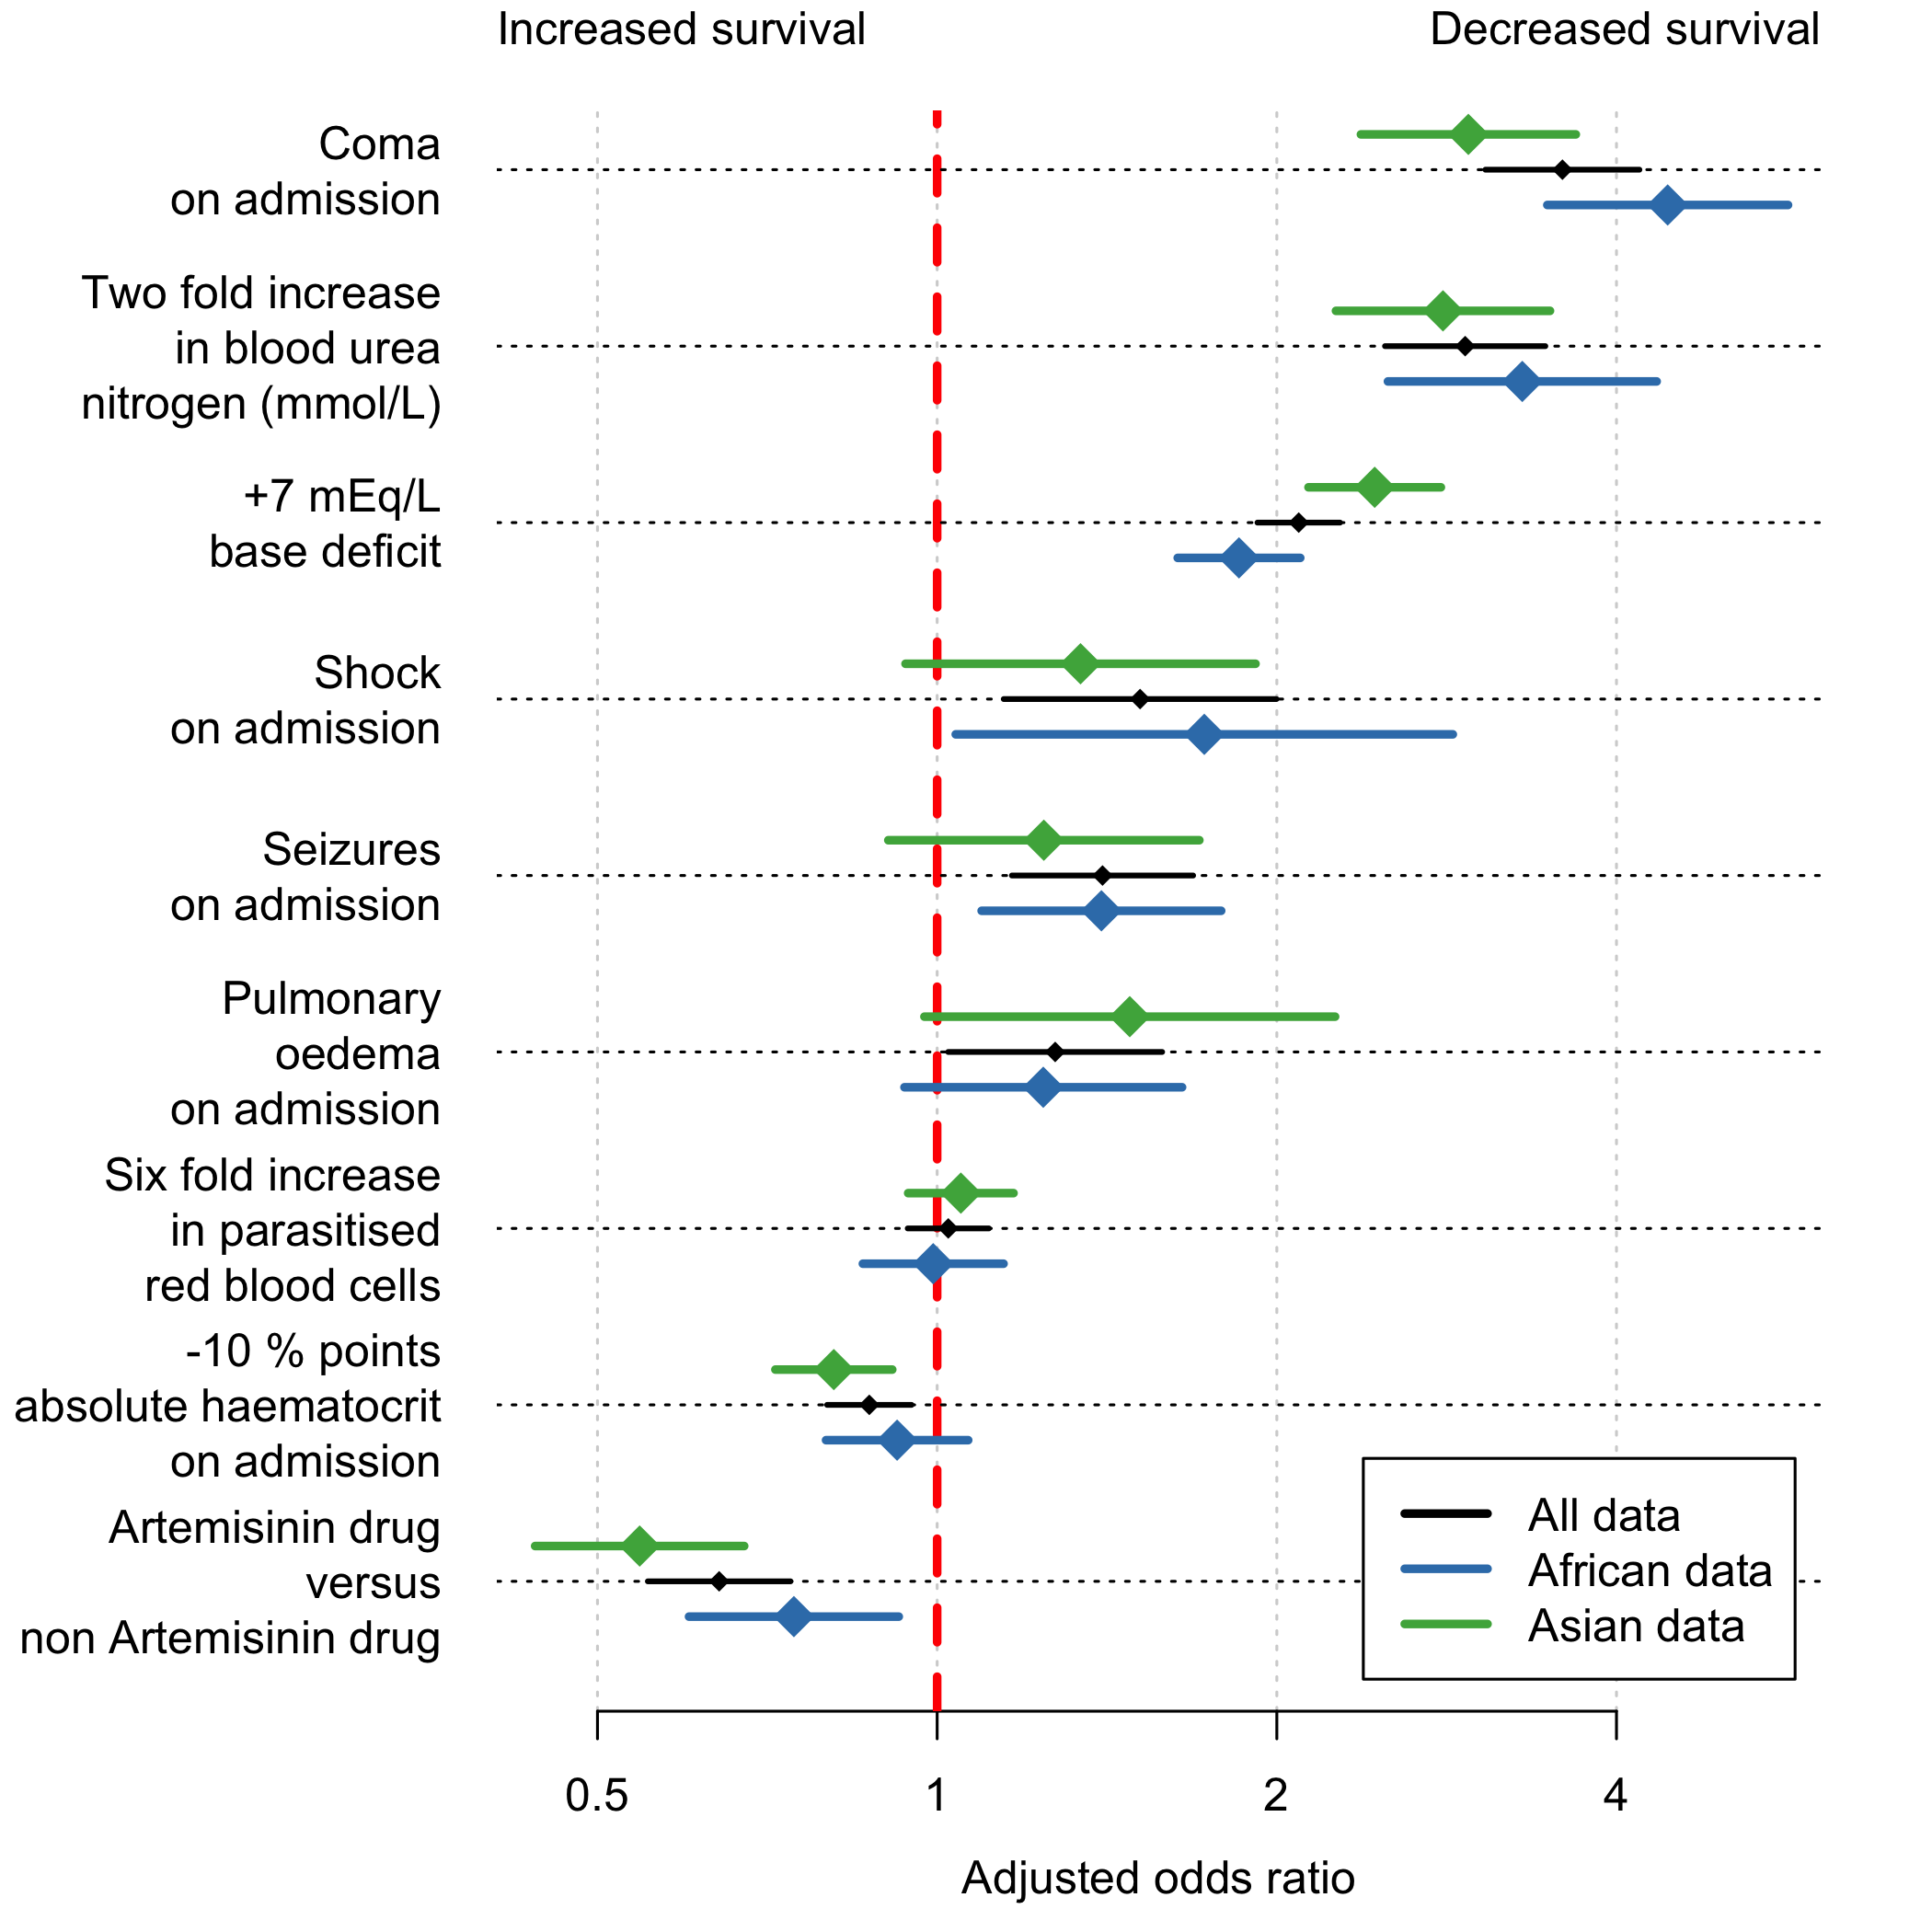 Increased survival
Decreased survival
Coma
on admission
Two fold increase
in blood urea
nitrogen (mmol/L)
+7 mEq/L
base deficit
Shock
on admission
Seizures
on admission
Pulmonary
oedema
on admission
Six fold increase
in parasitised
red blood cells
-10 % points
absolute haematocrit
on admission
Artemisinin drug
versus
non Artemisinin drug
All data
African data
Asian data
0.5
1
2
4
Adjusted odds ratio